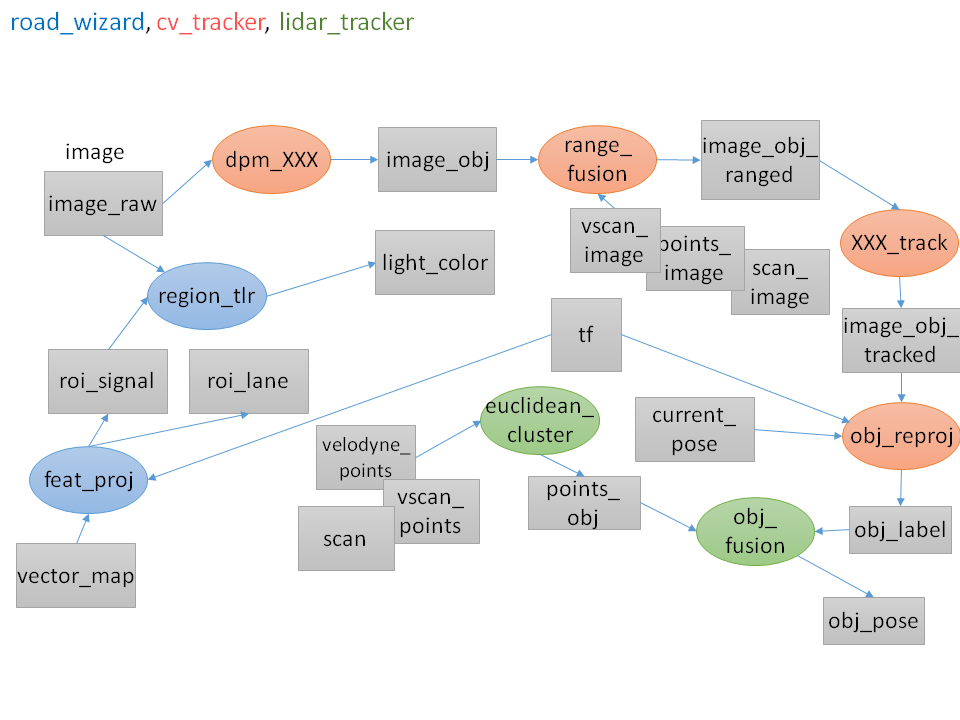 road_wizard, cv_tracker, lidar_tracker
image
image_raw
dpm_XXX
image_obj
range_
fusion
image_obj_
ranged
vscan_
image
points_
image
scan_
image
XXX_track
region_tlr
light_color
tf
image_obj_
tracked
roi_signal
roi_lane
euclidean_
cluster
current_
pose
obj_reproj
velodyne_
points
feat_proj
vscan_
points
scan
points_
obj
obj_
fusion
obj_label
vector_map
obj_pose